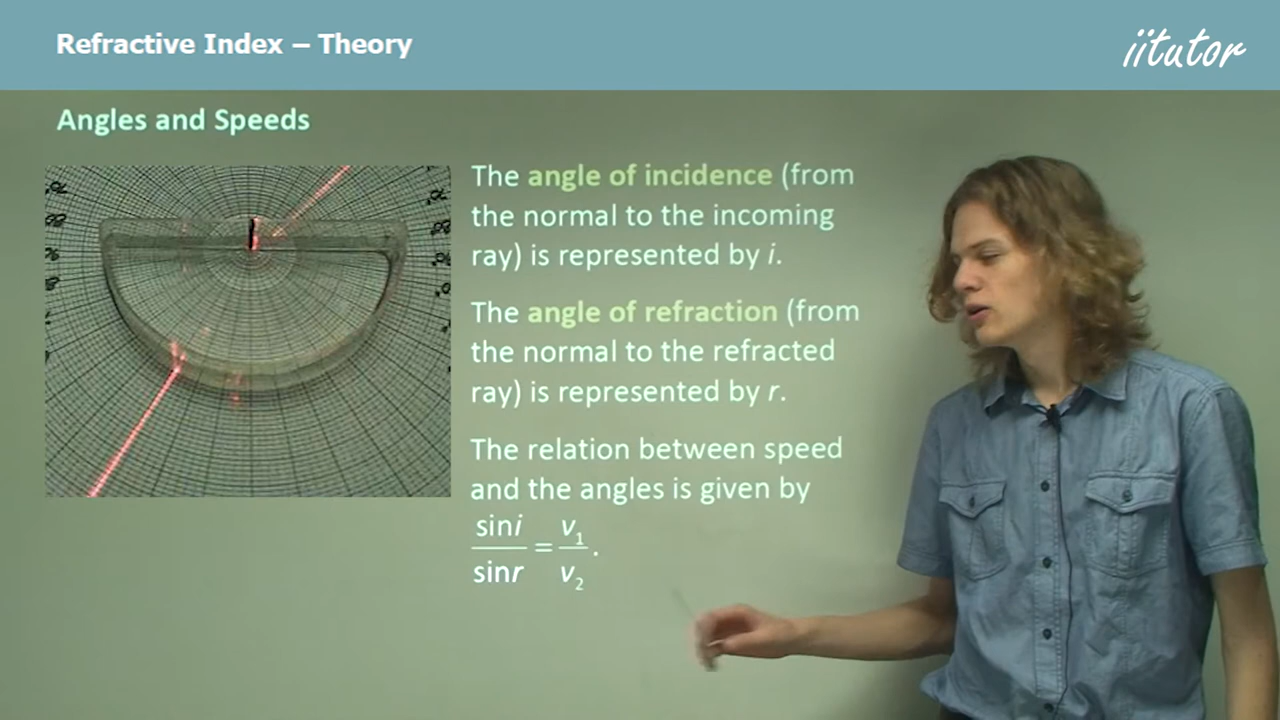 Refractive Index – Theory
iitutor
Angles and Speeds
The angle of incidence (from
the normal to the incoming
ray) is represented by i.
The angle of refraction (from
the normal to the refracted
ray) is represented by r.
The relation between speed
and the angles is given by
sin i / sin r = v₁ / v₂ .